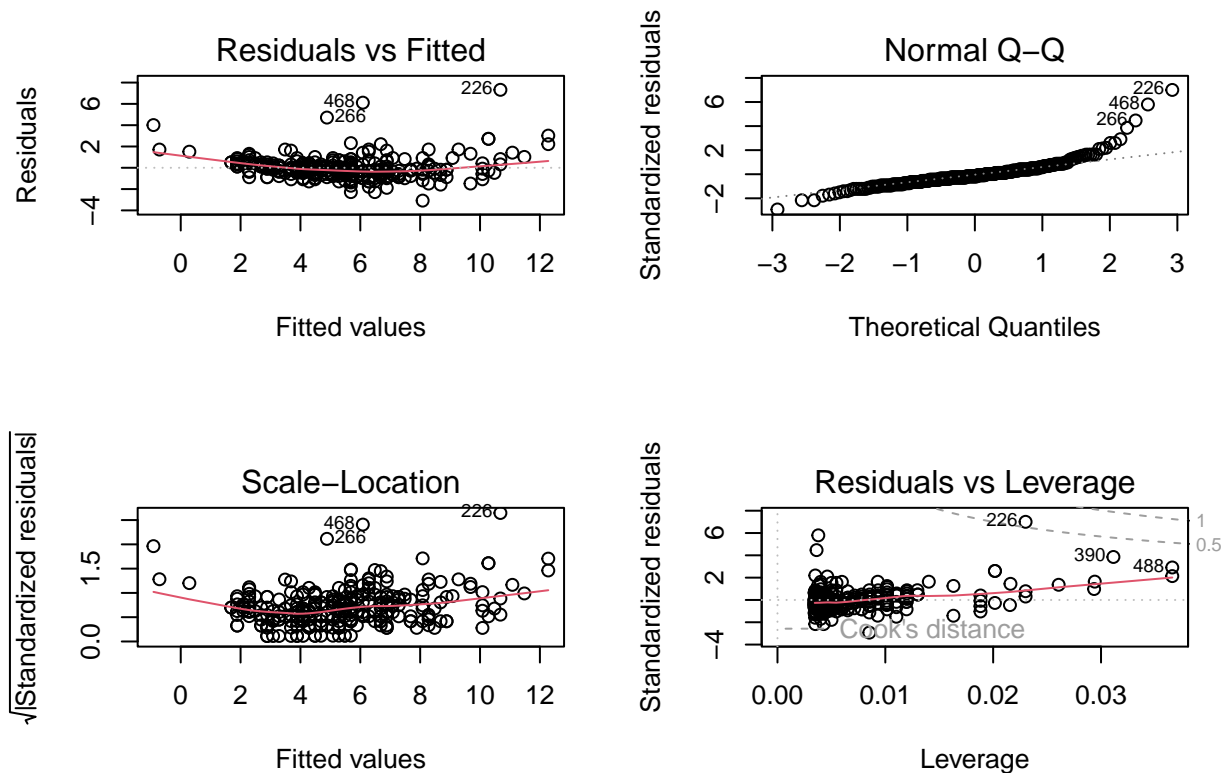 Residuals vs Fitted
Residuals
6
2
−4
226
468
266
0 2 4 6 8 10 12
Fitted values
Normal Q−Q
Standardized residuals
6
2
−2
226
468
266
−3 −2 −1 0 1 2 3
Theoretical Quantiles
Scale−Location
√|Standardized residuals|
1.5
0.0
226
468
266
0 2 4 6 8 10 12
Fitted values
Residuals vs Leverage
Standardized residuals
6
2
−4
226
390
488
1
0.5
Cook's distance
0.00 0.01 0.02 0.03
Leverage